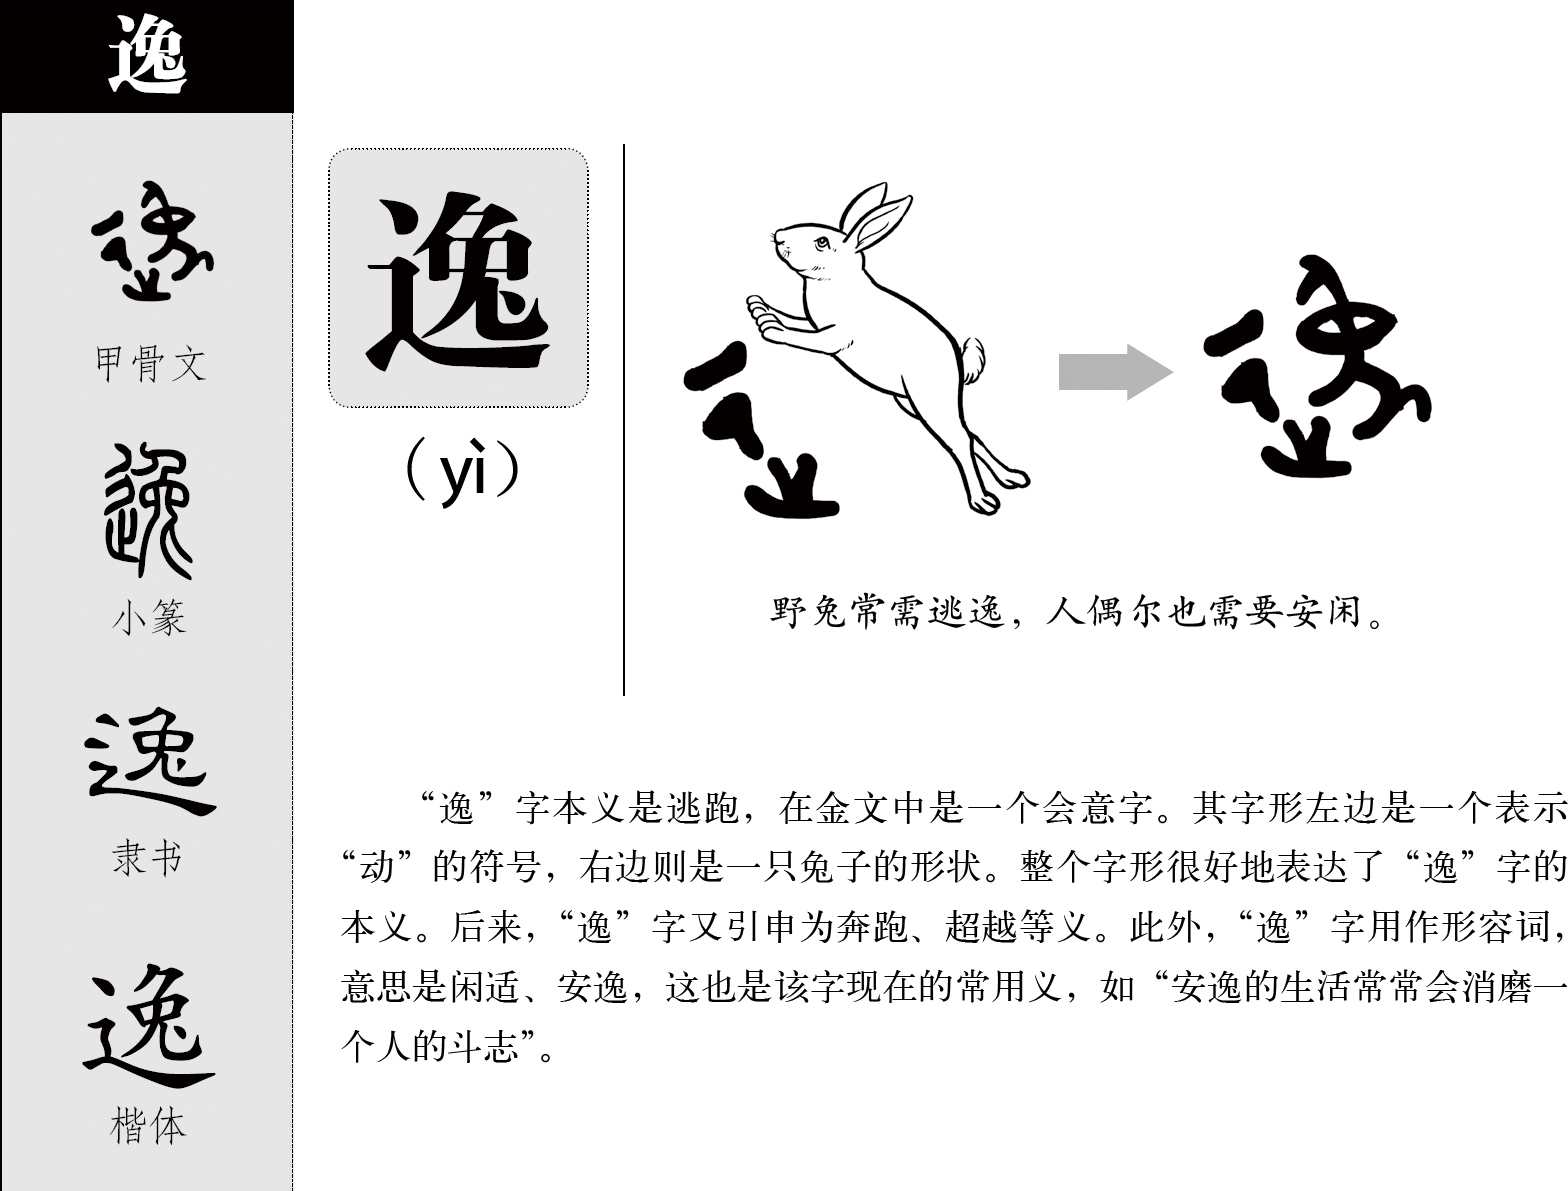 逸
甲骨文
小篆
隶书
楷体
逸
（yì）
野兔常需逃逸，人偶尔也需要安闲。
“逸”字本义是逃跑，在金文中是一个会意字。其字形左边是一个表示
“动”的符号，右边则是一只兔子的形状。整个字形很好地表达了“逸”字的
本义。后来，“逸”字又引申为奔跑、超越等义。此外，“逸”字用作形容词，
意思是闲适、安逸，这也是该字现在的常用义，如“安逸的生活常常会消磨一
个人的斗志”。